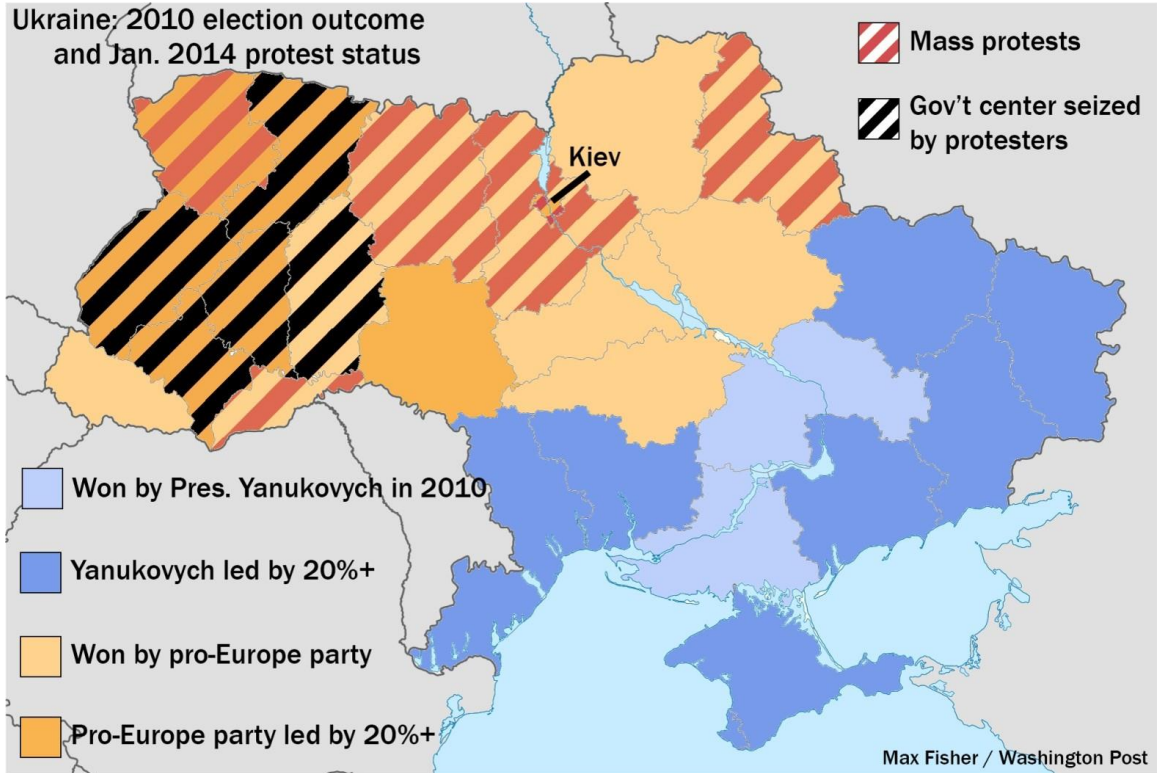 Ukraine: 2010 election outcome
and Jan. 2014 protest status
Mass protests
Gov't center seized
by protesters
Kiev
Won by Pres. Yanukovych in 2010
Yanukovych led by 20%+
Won by pro-Europe party
Pro-Europe party led by 20%+
Max Fisher / Washington Post